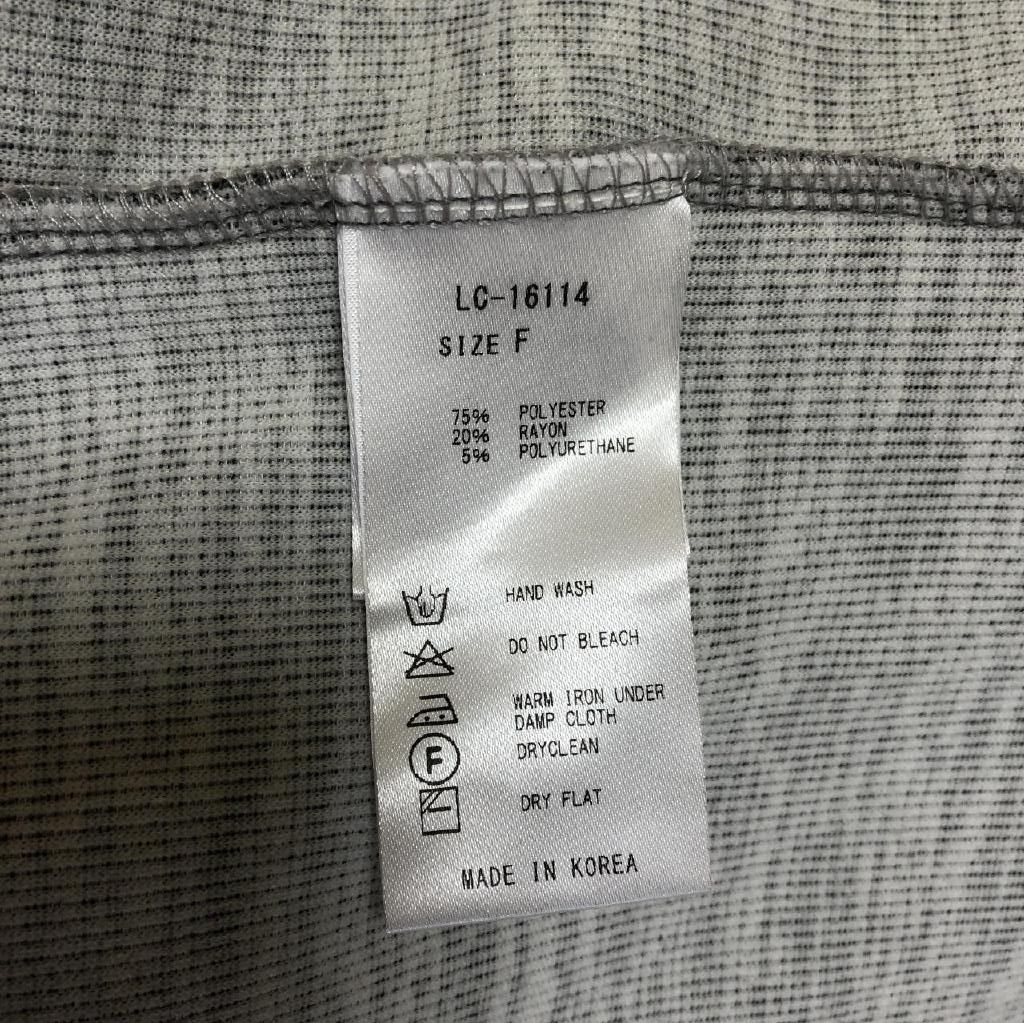 LC-16114
SIZE F
75% POLYESTER
20% RAYON
5% POLYURETHANE
HAND WASH
DO NOT BLEACH
WARM IRON UNDER
DAMP CLOTH
F DRYCLEAN
DRY FLAT
MADE IN KOREA